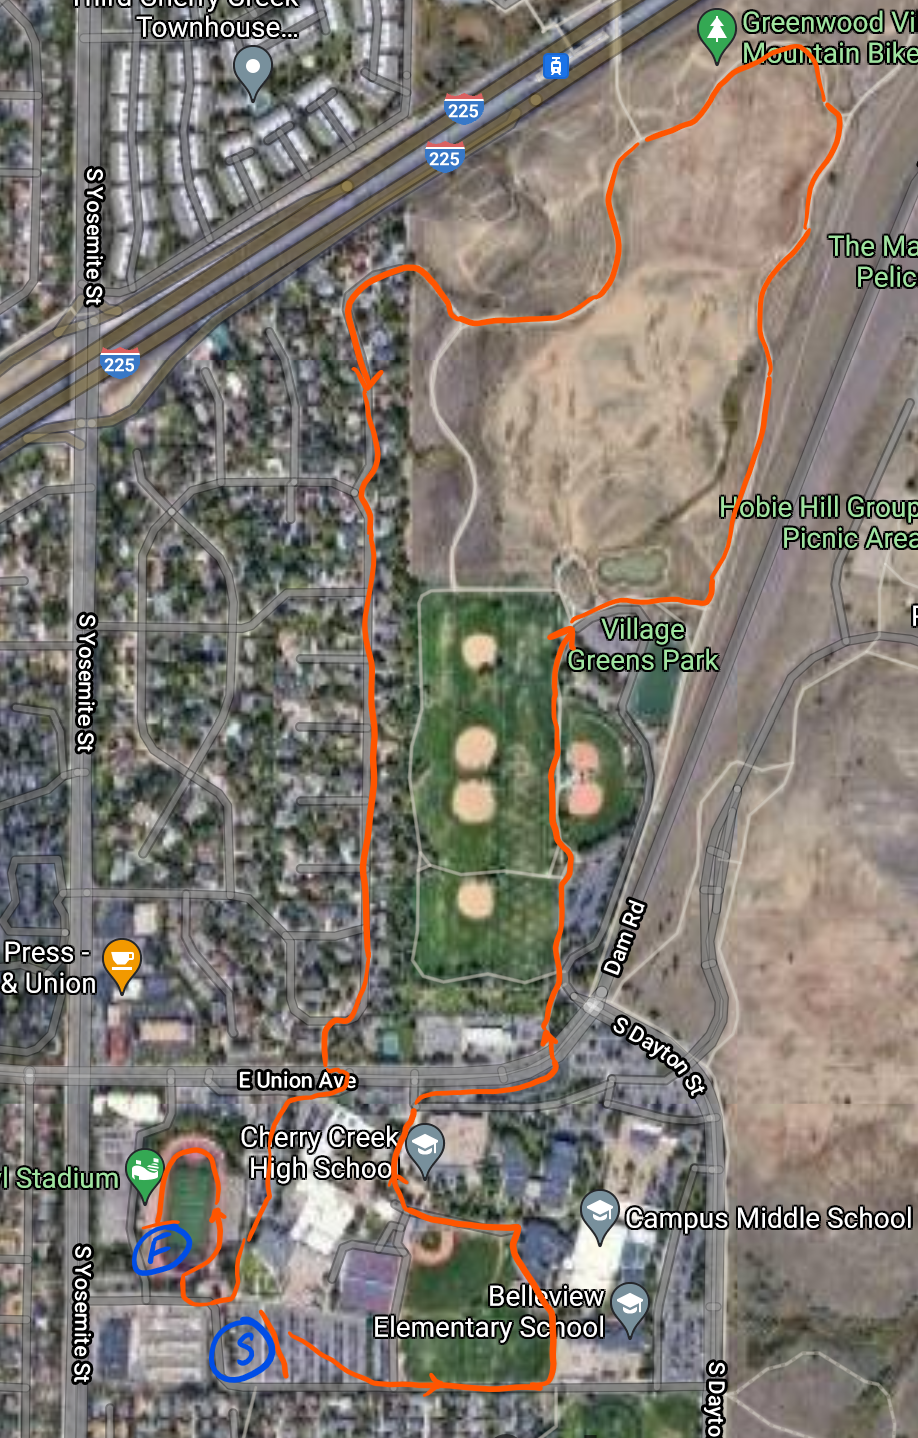 Third Cherry Creek
Townhouse...
Greenwood Vi
Mountain Bike
225
225
S Yosemite St
The Ma
Pelic
225
Hobie Hill Group
Picnic Area
S Yosemite St
Village
Greens Park
Press -
& Union
Dam Rd
S Dayton St
E Union Ave
Cherry Creek
High School
l Stadium
Campus Middle School
F
S Yosemite St
Belleview
Elementary School
S
S Dayto